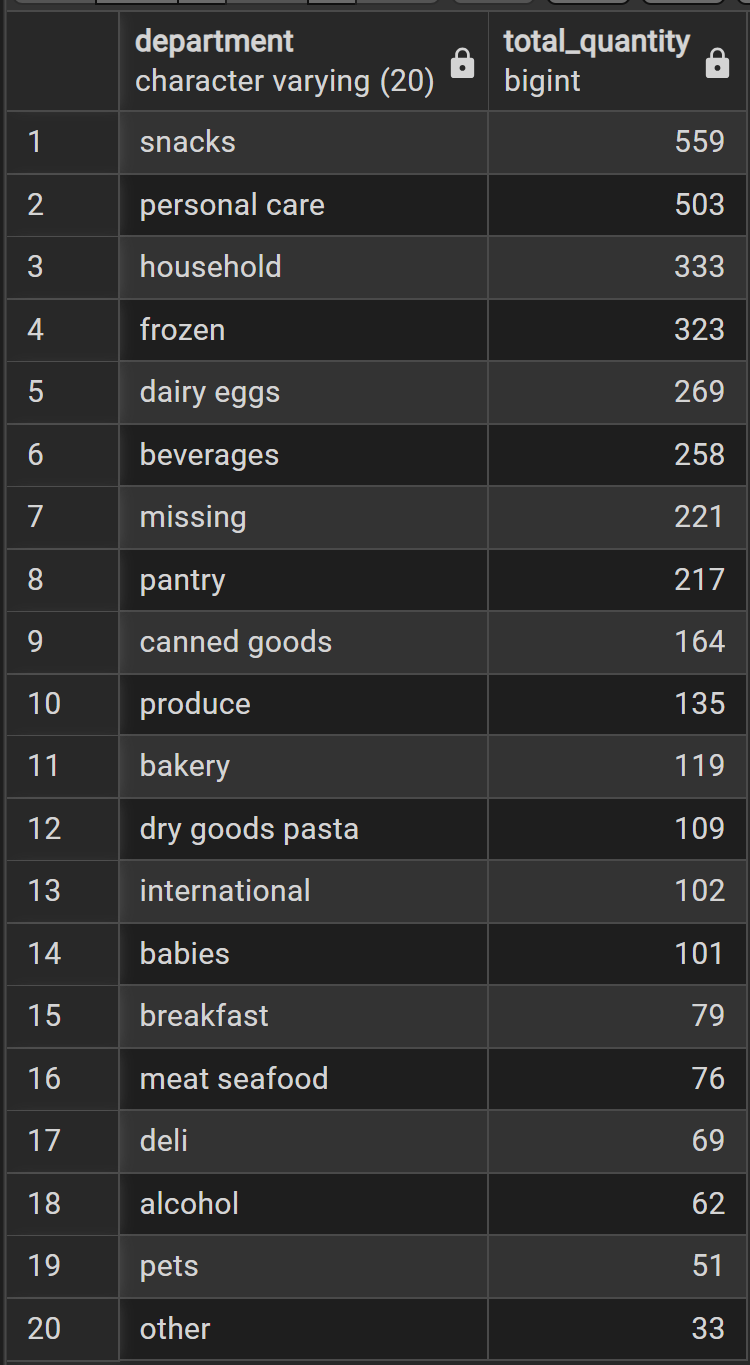 department total_quantity
character varying (20) bigint
1 snacks 559
2 personal care 503
3 household 333
4 frozen 323
5 dairy eggs 269
6 beverages 258
7 missing 221
8 pantry 217
9 canned goods 164
10 produce 135
11 bakery 119
12 dry goods pasta 109
13 international 102
14 babies 101
15 breakfast 79
16 meat seafood 76
17 deli 69
18 alcohol 62
19 pets 51
20 other 33